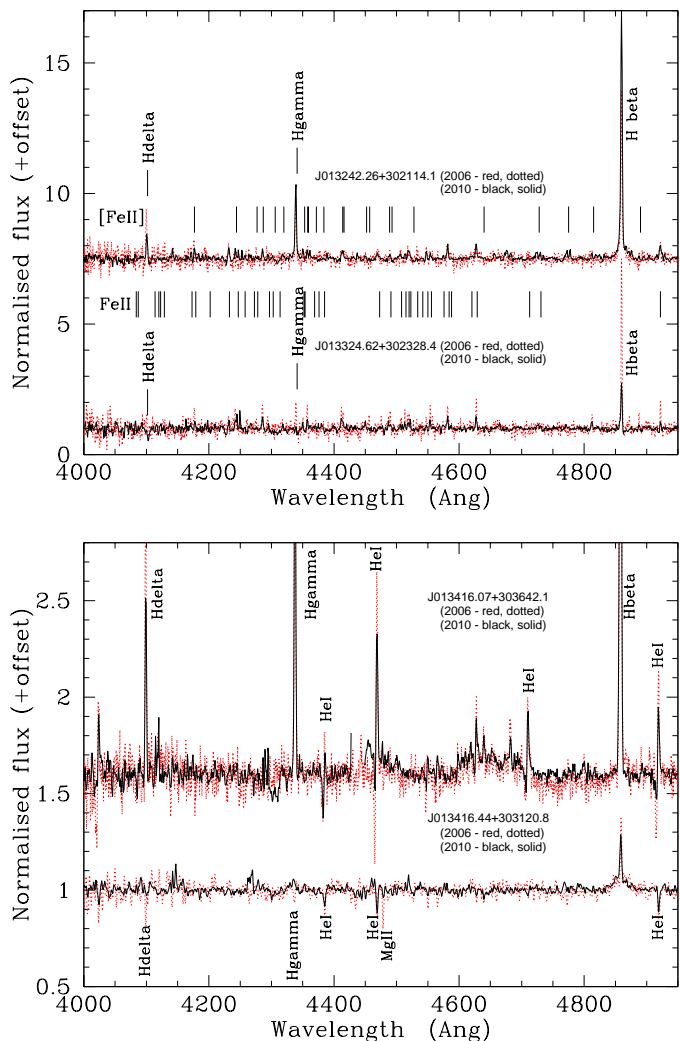 Normalised flux (+offset)
15
10
5
0
Hdelta
Hgamma
H beta
J013242.26+302114.1 (2006 - red, dotted)
(2010 - black, solid)
[FeII]
FeII
Hdelta
Hgamma
Hbeta
J013324.62+302328.4 (2006 - red, dotted)
(2010 - black, solid)
4000 4200 4400 4600 4800
Wavelength (Ang)
Normalised flux (+offset)
2.5
2
1.5
1
0.5
Hdelta
Hgamma
HeI
HeI
HeI
Hbeta
HeI
J013416.07+303642.1
(2006 - red, dotted)
(2010 - black, solid)
J013416.44+303120.8
(2006 - red, dotted)
(2010 - black, solid)
Hdelta
Hgamma
HeI
HeI
MgII
HeI
4000 4200 4400 4600 4800
Wavelength (Ang)